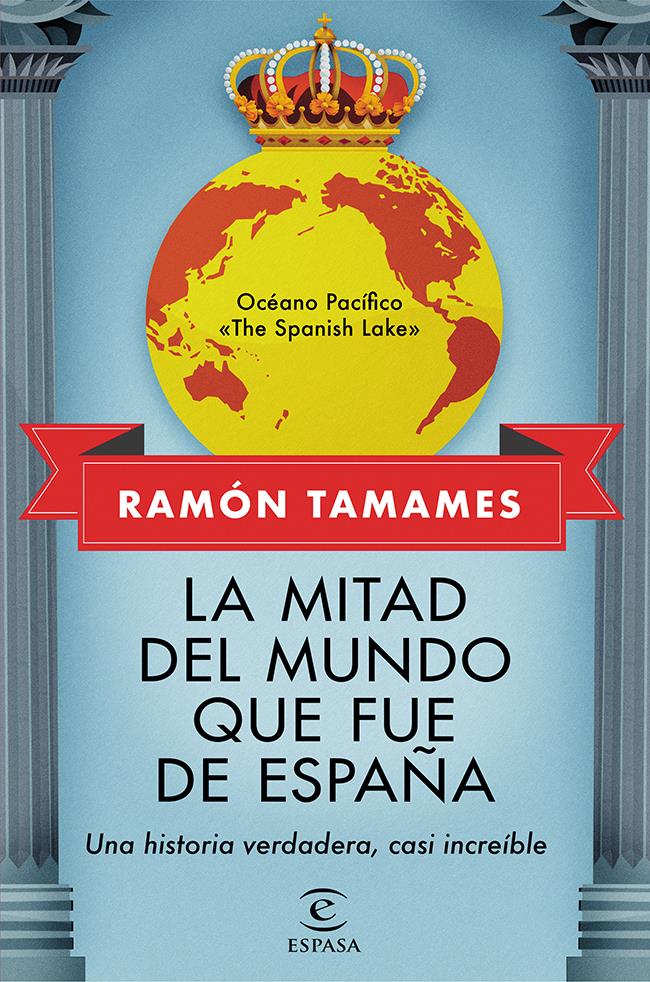 Océano Pacífico
«The Spanish Lake»
RAMÓN TAMAMES
LA MITAD
DEL MUNDO
QUE FUE
DE ESPAÑA
Una historia verdadera, casi increíble
e
ESPASA